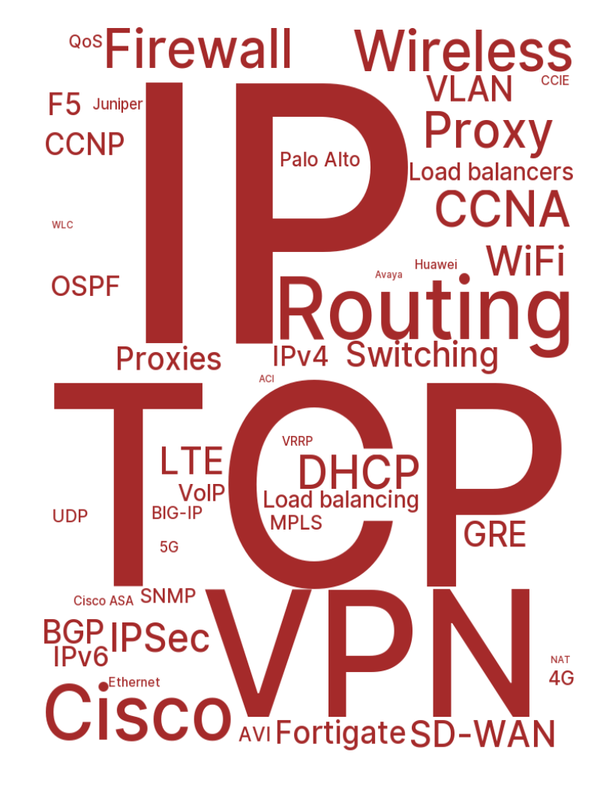 QoS
Firewall
Wireless
VLAN
CCIE
F5
Juniper
IP
Proxy
CCNP
Palo Alto
Load balancers
CCNA
WLC
WiFi
Huawei
Avaya
OSPF
Routing
Proxies
IPv4
Switching
ACI
TCP
VRRP
LTE
DHCP
VoIP
Load balancing
BIG-IP
UDP
MPLS
GRE
5G
Cisco ASA
SNMP
VPN
BGP
IPSec
IPv6
NAT
4G
Ethernet
Cisco
AVI
Fortigate
SD-WAN